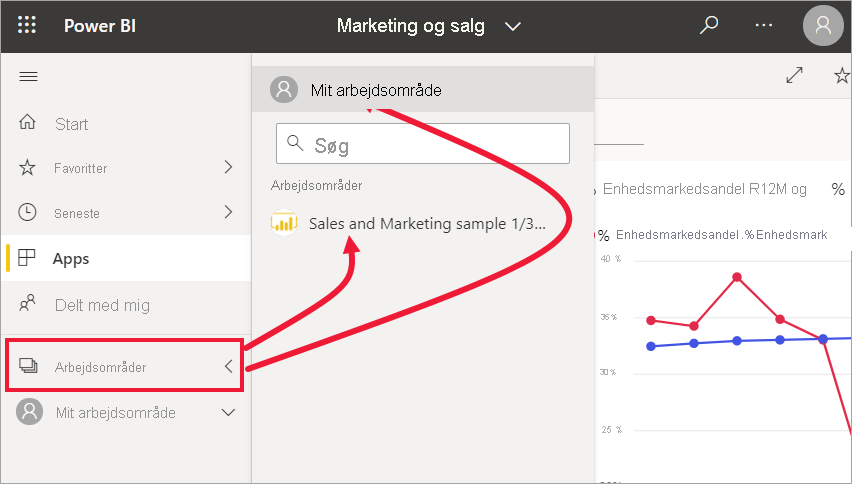 Power BI
Marketing og salg
Start
Favoritter
Seneste
Apps
Delt med mig
Arbejdsområder
Mit arbejdsområde
Mit arbejdsområde
Søg
Arbejdsområder
Sales and Marketing sample 1/3...
Enhedsmarkedsandel R12M og
%
% Enhedsmarkedsandel .% Enhedsmark
40 %
35%
30%
25 %